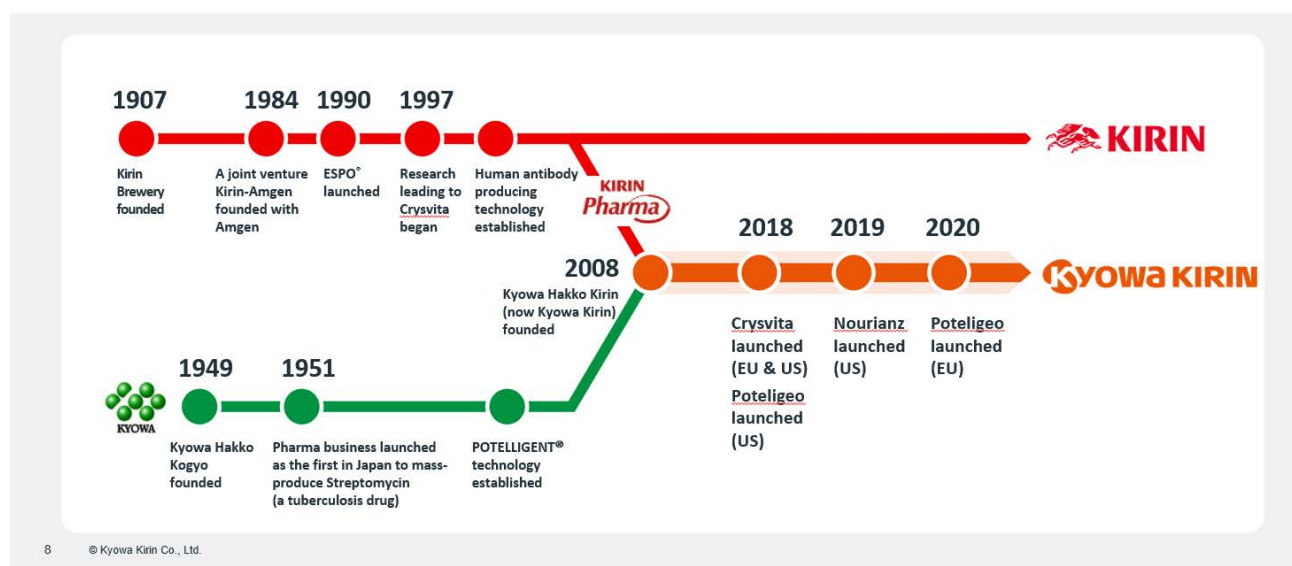 1907
1984
1990
1997
Kirin
Brewery
founded
A joint venture
Kirin-Amgen
founded with
Amgen
ESPO®
launched
Research
leading to
Crysvita
began
Human antibody
producing
technology
established
KIRIN
KIRIN
Pharma
2008
Kyowa Hakko Kirin
(now Kyowa Kirin)
founded
2018
2019
2020
KYOWA KIRIN
Crysvita
launched
(EU & US)
Poteligeo
launched
(US)
Nourianz
launched
(US)
Poteligeo
launched
(EU)
KYOWA
1949
1951
Kyowa Hakko
Kogyo
founded
Pharma business launched
as the first in Japan to mass-
produce Streptomycin
(a tuberculosis drug)
POTELLIGENT®
technology
established
8
© Kyowa Kirin Co., Ltd.